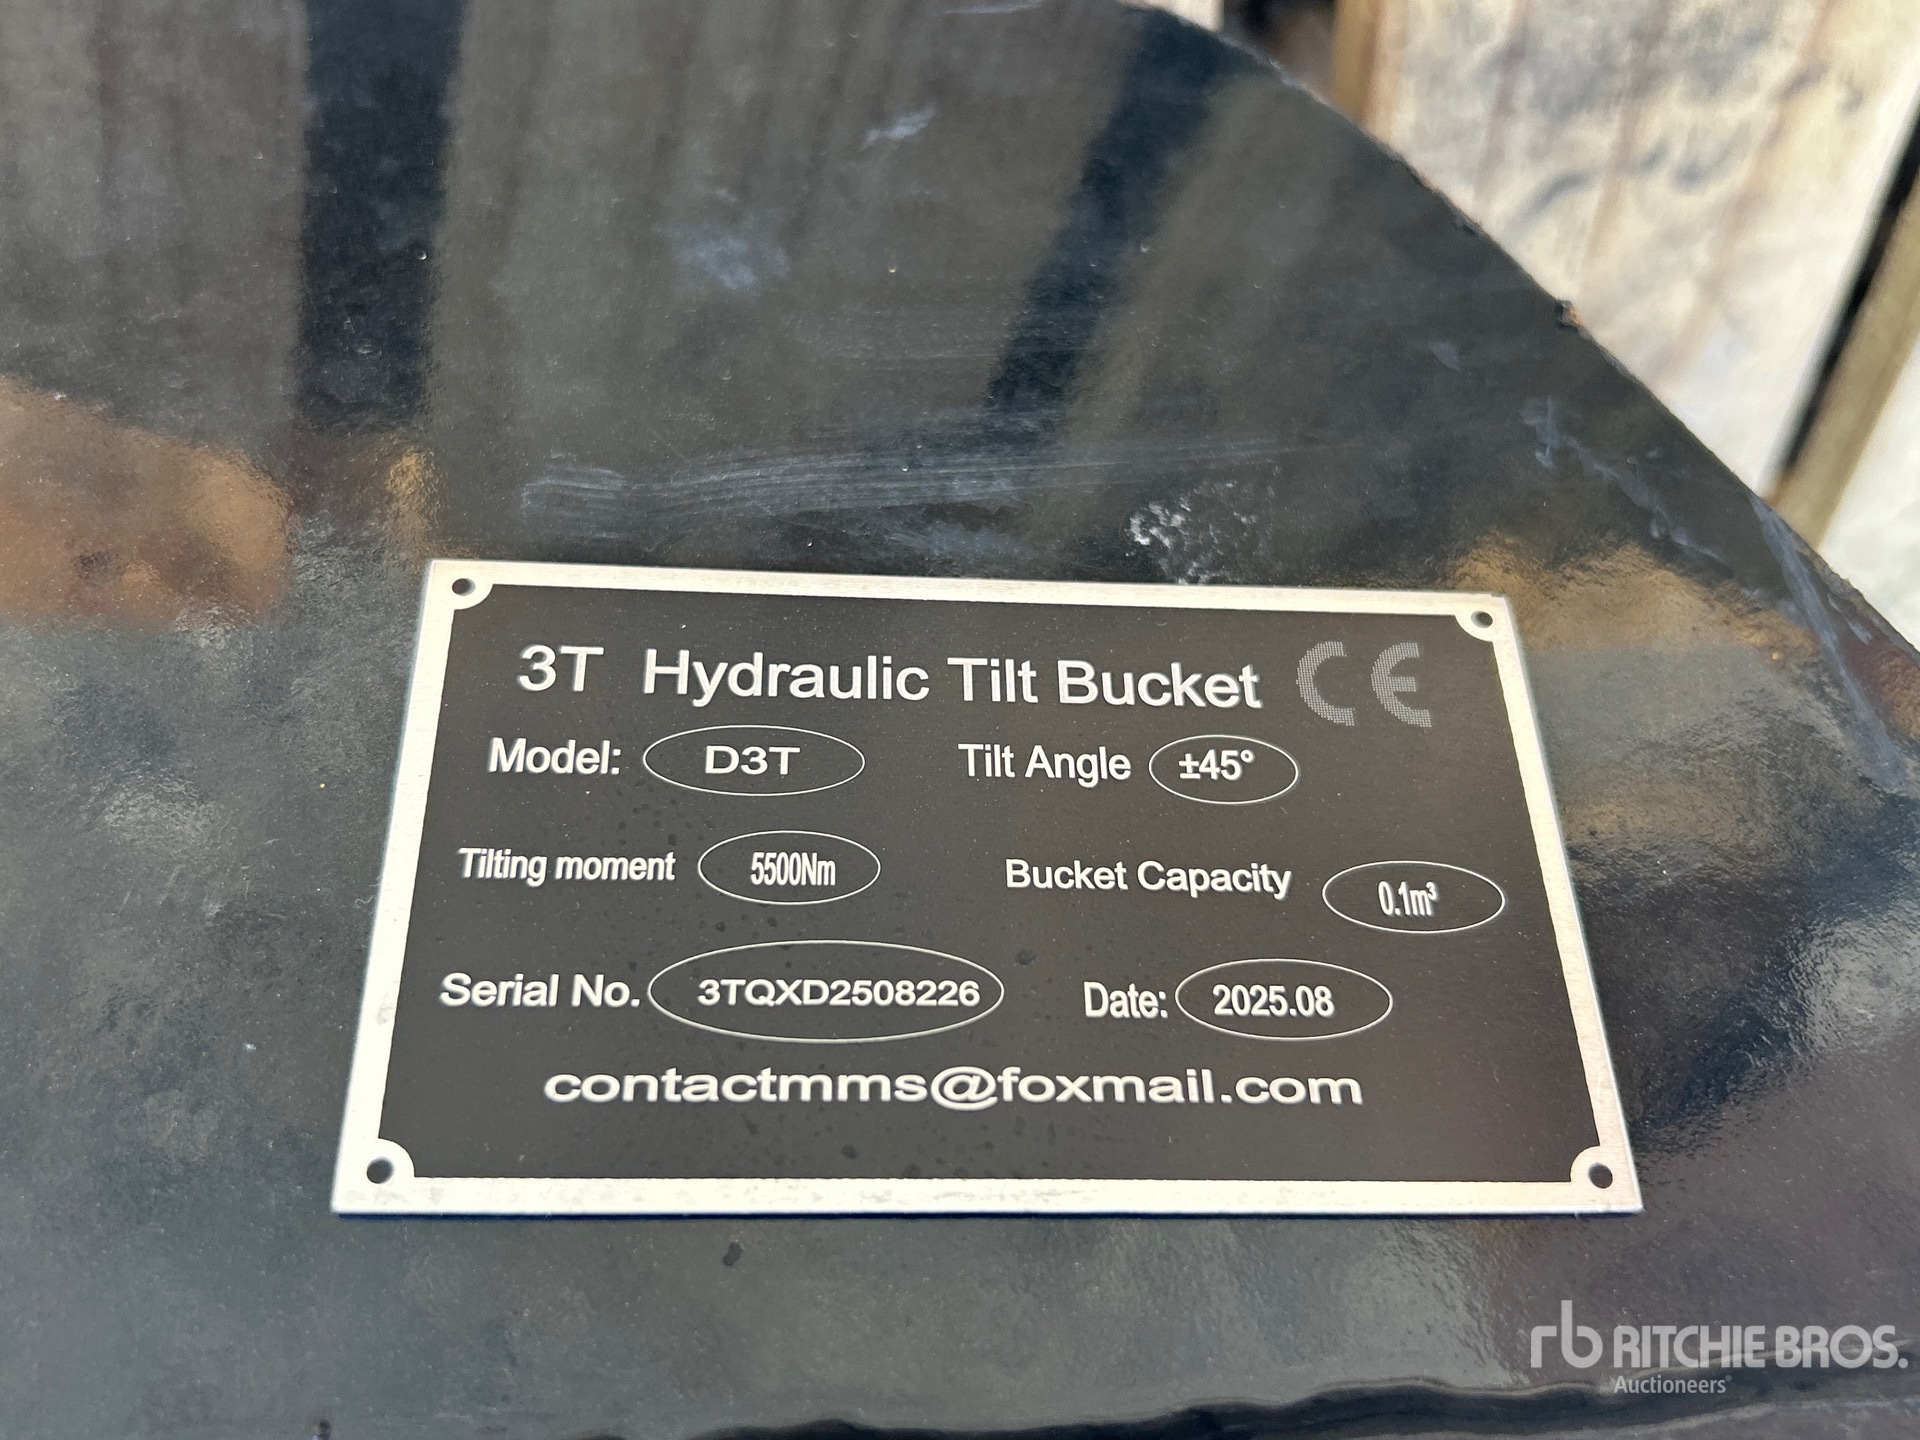 3T Hydraulic Tilt Bucket CE
Model: D3T Tilt Angle ±45°
Tilting moment 5500Nm Bucket Capacity 0.1m³
Serial No. 3TQXD2508226 Date: 2025.08
contactmms@foxmail.com
rb RITCHIE BROS.
Auctioneers®